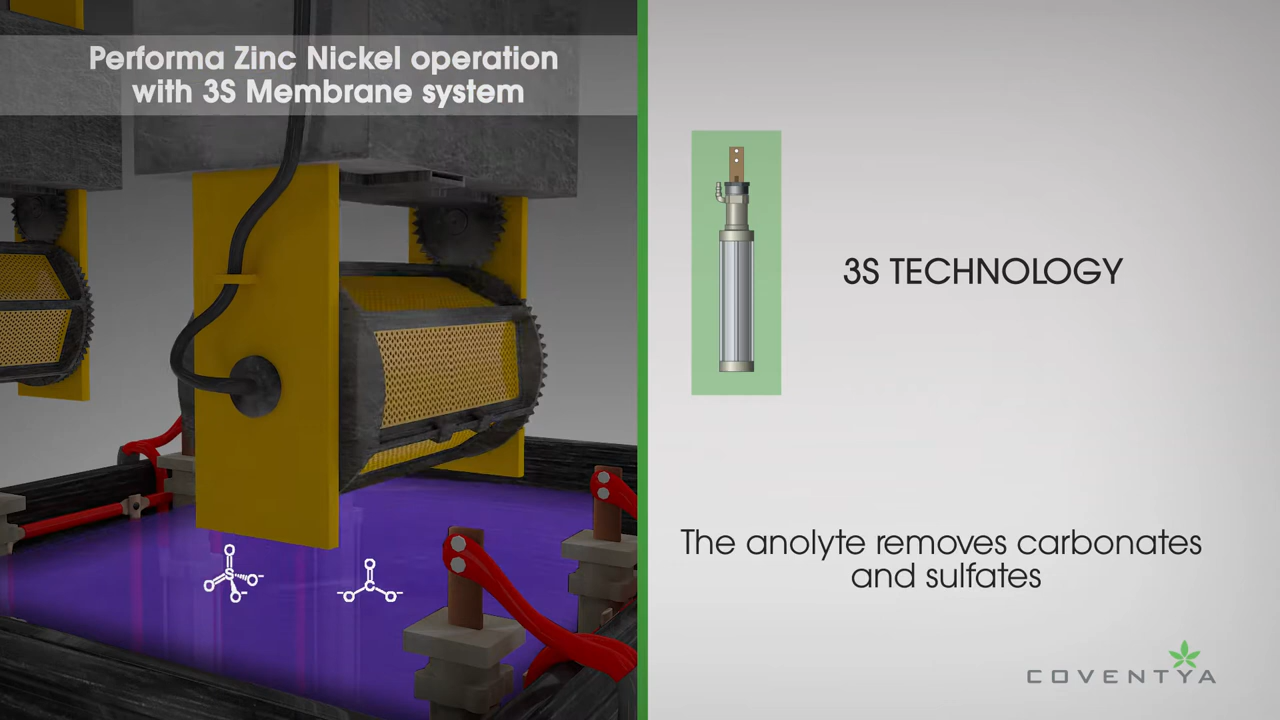 Performa Zinc Nickel operation
with 3S Membrane system
3S TECHNOLOGY
The anolyte removes carbonates
and sulfates
O
O S O⁻
O⁻
O
C
⁻O O⁻
COVENTYA